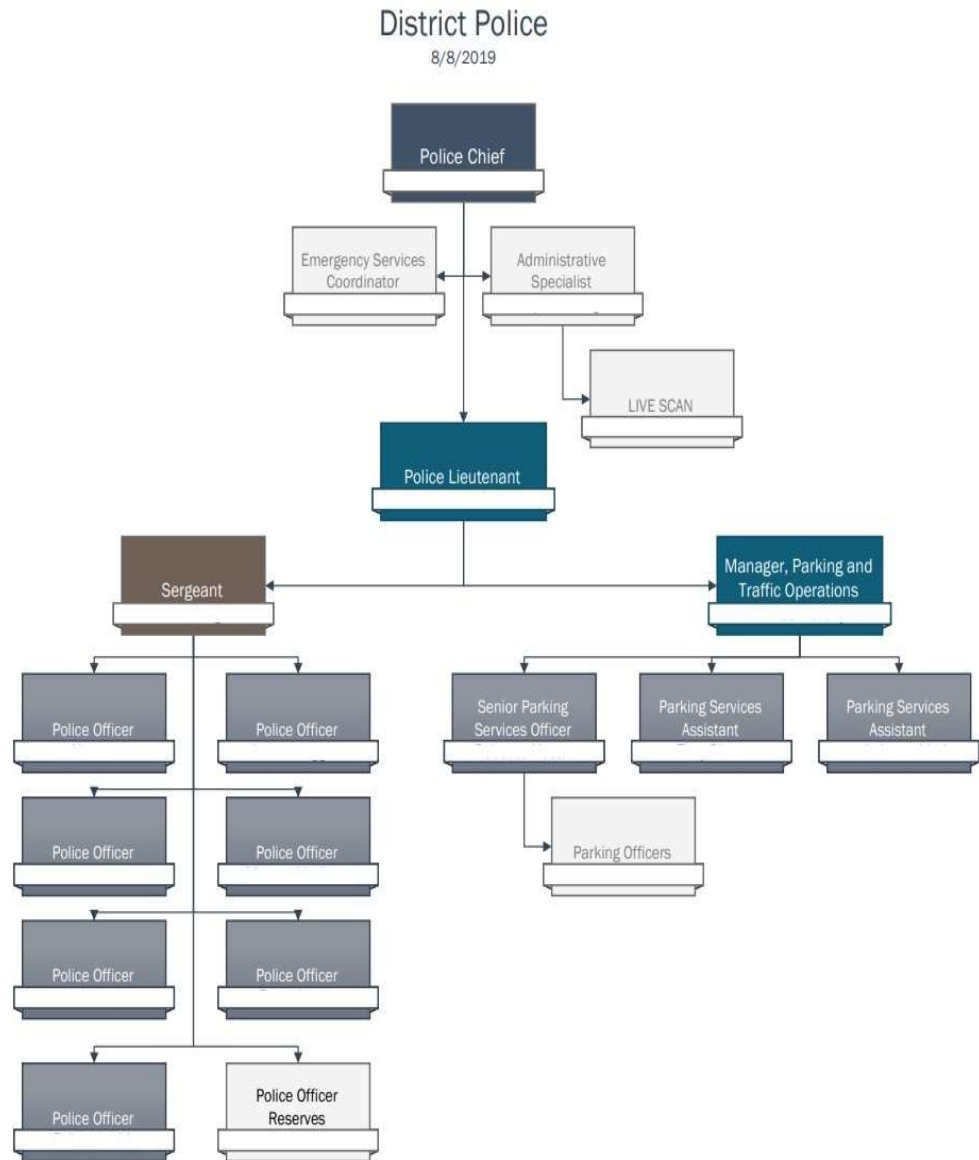 District Police
8/8/2019
Police Chief
Emergency Services
Coordinator
Administrative
Specialist
LIVE SCAN
Police Lieutenant
Sergeant
Manager, Parking and
Traffic Operations
Police Officer
Police Officer
Senior Parking
Services Officer
Parking Services
Assistant
Parking Services
Assistant
Police Officer
Police Officer
Parking Officers
Police Officer
Police Officer
Police Officer
Police Officer
Reserves